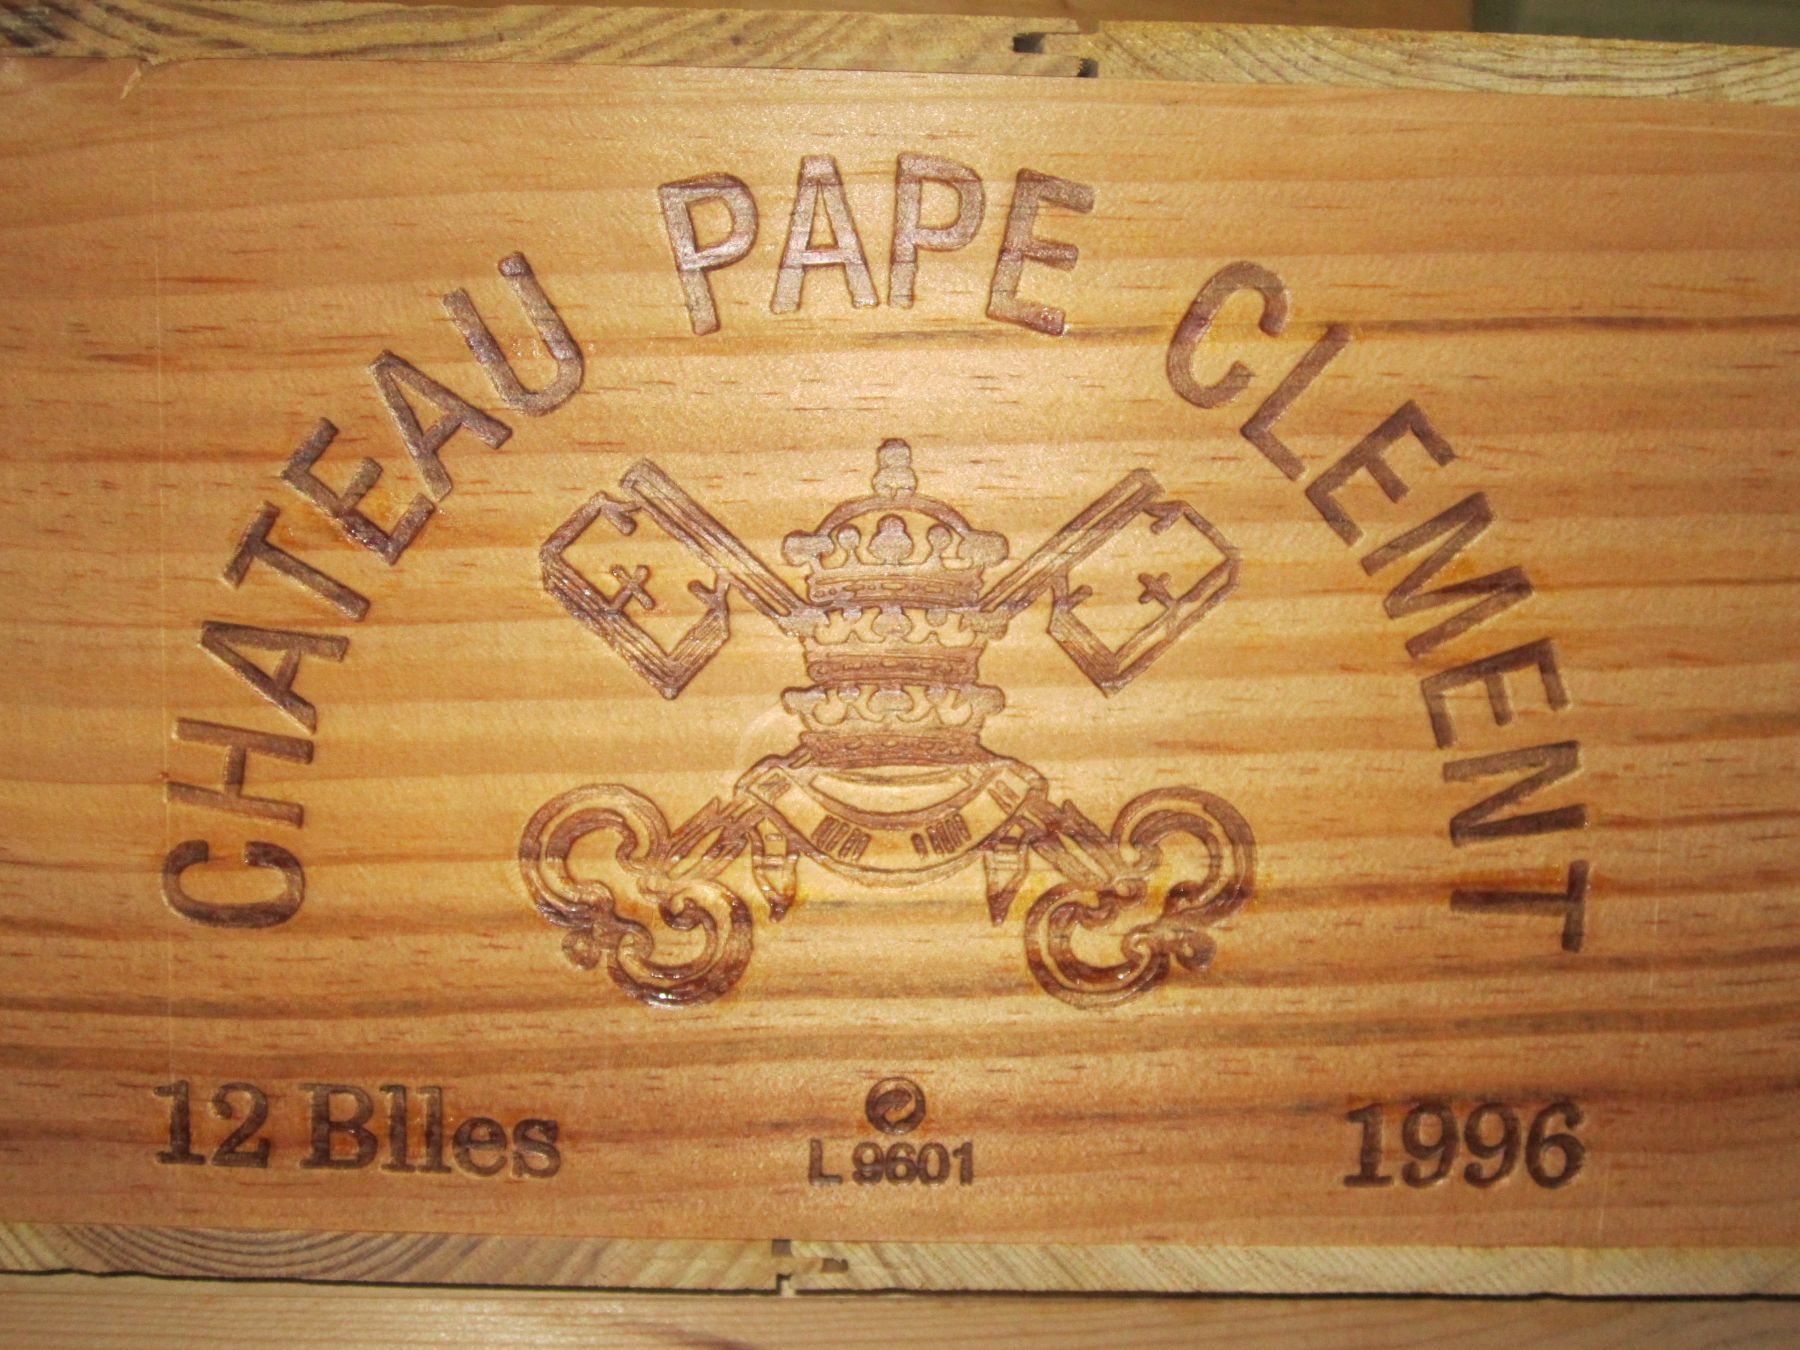 CHATEAU PAPE CLEMENT
12 Blles
L 9601
1996